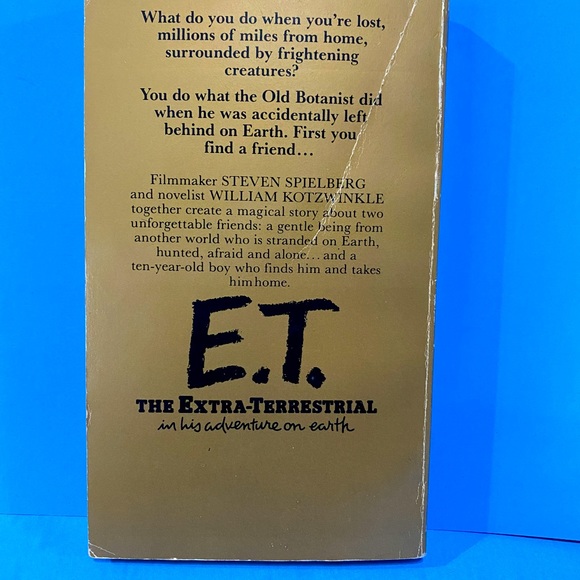 What do you do when you're lost,
millions of miles from home,
surrounded by frightening
creatures?
You do what the Old Botanist did
when he was accidentally left
behind on Earth. First you
find a friend...
Filmmaker STEVEN SPIELBERG
and novelist WILLIAM KOTZWINKLE
together create a magical story about two
unforgettable friends: a gentle being from
another world who is stranded on Earth,
hunted, afraid and alone...and a
ten-year-old boy who finds him and takes
him home.
E.T.
THE EXTRA-TERRESTRIAL
in his adventure on earth